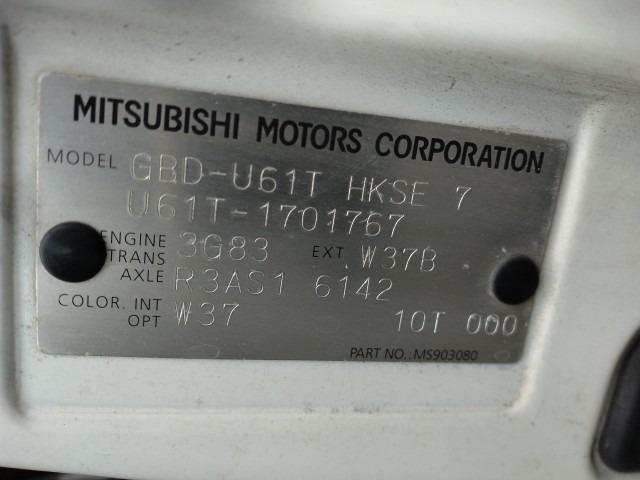 MITSUBISHI MOTORS CORPORATION
MODEL GBD-U61T HKSE 7
U61T-1701767
ENGINE 3G83 EXT W37B
TRANS AXLE R3AS1 6142
COLOR. INT W37
OPT 10T 000
PART NO.: MS903080